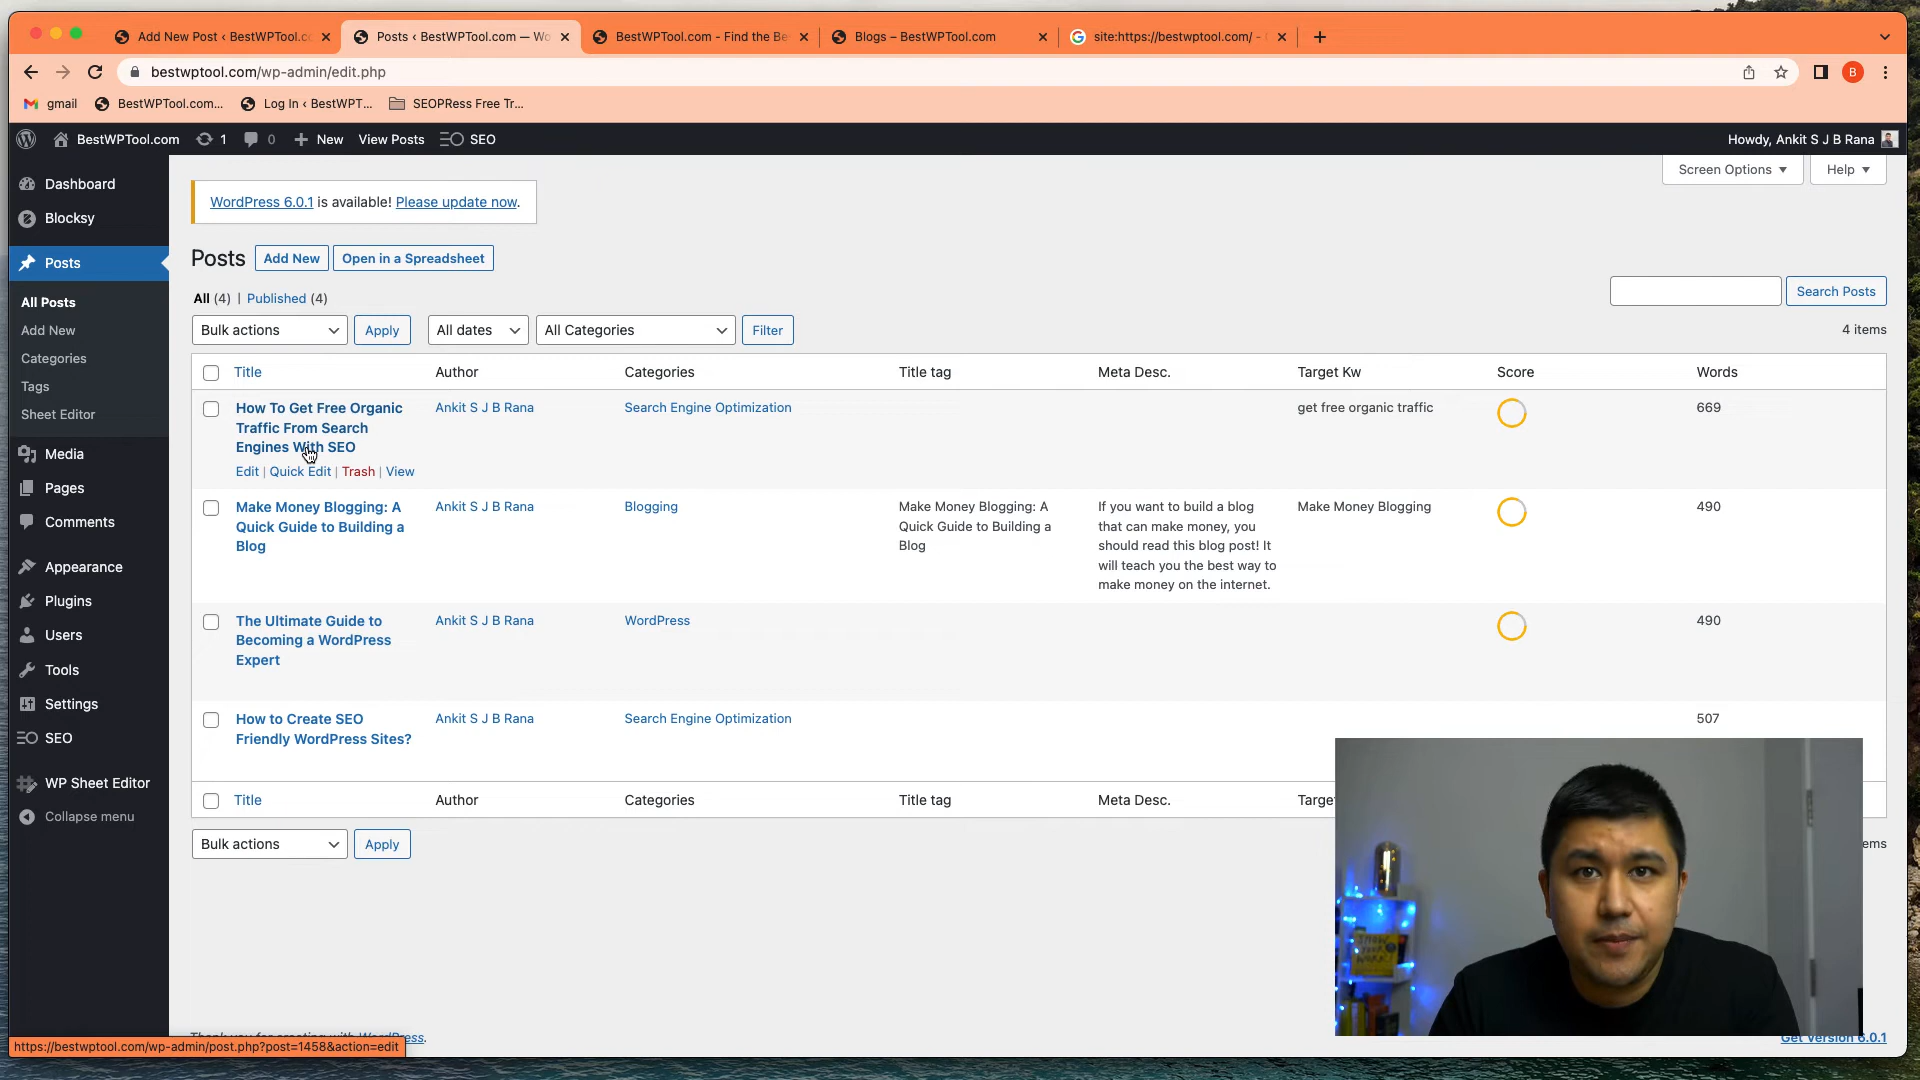 Add New Post ‹ BestWPTool.c
Posts ‹ BestWPTool.com — Wo
BestWPTool.com - Find the Be
Blogs – BestWPTool.com
site:https://bestwptool.com/ -
bestwptool.com/wp-admin/edit.php
B
gmail
BestWPTool.com...
Log In ‹ BestWPT...
SEOPRess Free Tr...
BestWPTool.com
1
0
New
View Posts
SEO
Howdy, Ankit S J B Rana
Dashboard
Blocksy
Posts
All Posts
Add New
Categories
Tags
Sheet Editor
Media
Pages
Comments
Appearance
Plugins
Users
Tools
Settings
SEO
WP Sheet Editor
Collapse menu
Screen Options
Help
WordPress 6.0.1 is available! Please update now.
Posts
Add New
Open in a Spreadsheet
All (4) | Published (4)
Search Posts
Bulk actions
Apply
All dates
All Categories
Filter
4 items
Title
Author
Categories
Title tag
Meta Desc.
Target Kw
Score
Words
How To Get Free Organic
Traffic From Search
Engines With SEO
Edit | Quick Edit | Trash | View
Ankit S J B Rana
Search Engine Optimization
get free organic traffic
669
Make Money Blogging: A
Quick Guide to Building a
Blog
Ankit S J B Rana
Blogging
Make Money Blogging: A
Quick Guide to Building a
Blog
If you want to build a blog
that can make money, you
should read this blog post! It
will teach you the best way to
make money on the internet.
Make Money Blogging
490
The Ultimate Guide to
Becoming a WordPress
Expert
Ankit S J B Rana
WordPress
490
How to Create SEO
Friendly WordPress Sites?
Ankit S J B Rana
Search Engine Optimization
507
Title
Author
Categories
Title tag
Meta Desc.
Targe
Bulk actions
Apply
ems
Thank you for creating with WordPress.
Get Version 6.0.1
https://bestwptool.com/wp-admin/post.php?post=1458&action=edit